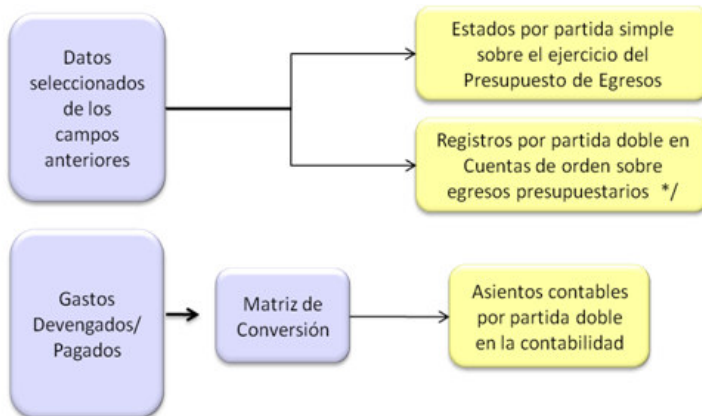 Datos
seleccionados
de los
campos
anteriores
Estados por partida simple
sobre el ejercicio del
Presupuesto de Egresos
Registros por partida doble en
Cuentas de orden sobre
egresos presupuestarios */
Gastos
Devengados/
Pagados
Matriz de
Conversión
Asientos contables
por partida doble
en la contabilidad